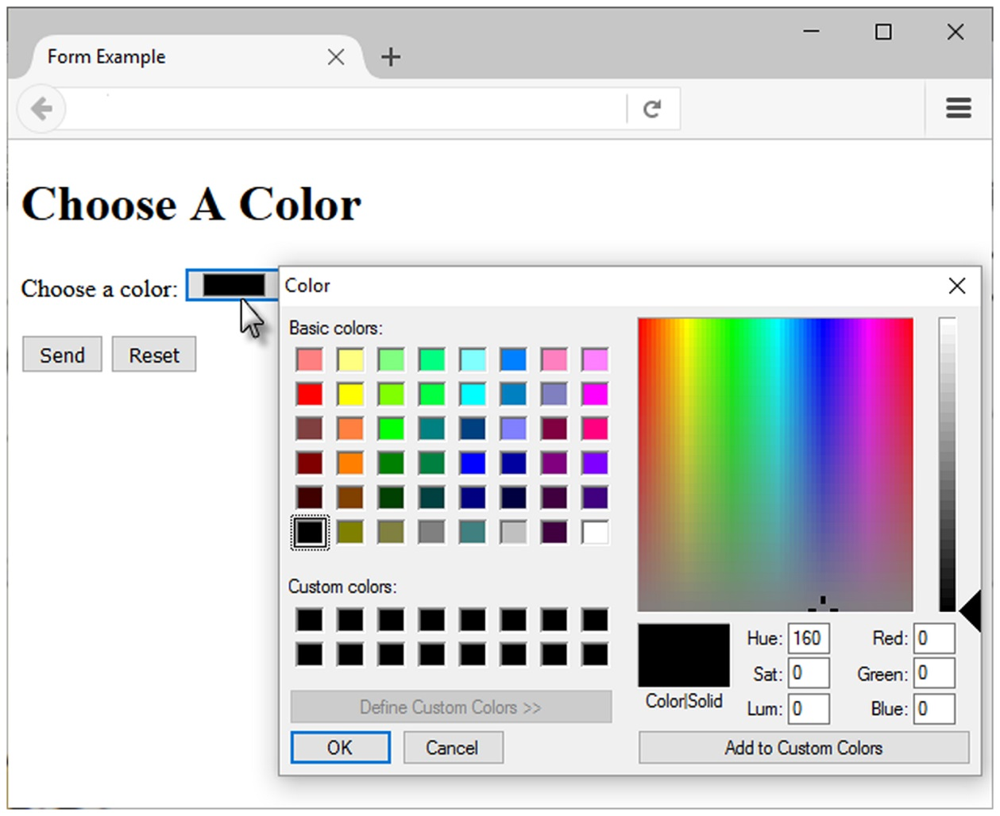 Form Example
Choose A Color
Choose a color:
Send Reset
Color
Basic colors:
Custom colors:
Define Custom Colors >>
OK Cancel
Hue: 160 Red: 0
Sat: 0 Green: 0
Color|Solid
Lum: 0 Blue: 0
Add to Custom Colors